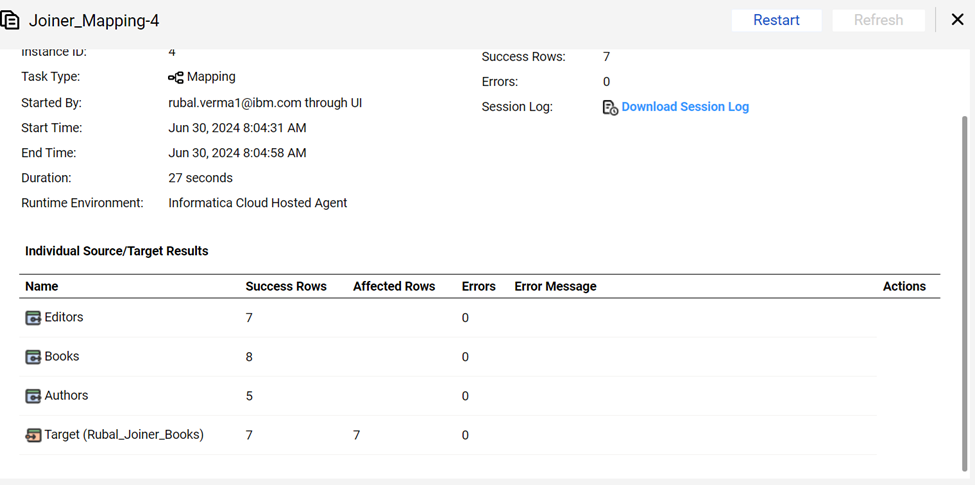 Joiner_Mapping-4
Restart
Refresh
Instance ID: 4
Success Rows: 7
Task Type: Mapping
Errors: 0
Started By: rubal.verma1@ibm.com through UI
Session Log: Download Session Log
Start Time: Jun 30, 2024 8:04:31 AM
End Time: Jun 30, 2024 8:04:58 AM
Duration: 27 seconds
Runtime Environment: Informatica Cloud Hosted Agent
Individual Source/Target Results
Name Success Rows Affected Rows Errors Error Message Actions
Editors 7 0
Books 8 0
Authors 5 0
Target (Rubal_Joiner_Books) 7 7 0